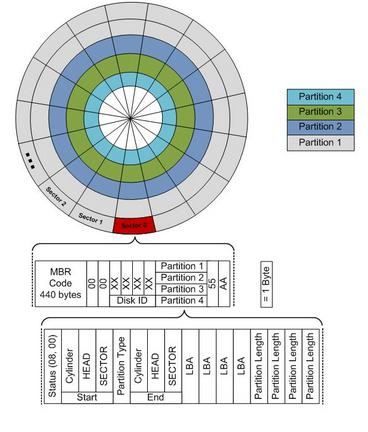 Partition 4
Partition 3
Partition 2
Partition 1
Sector 2
Sector 1
Sector 0
MBR
Code
440 bytes
00
00
XX
XX
XX
XX
Disk ID
Partition 1
Partition 2
Partition 3
Partition 4
55
AA
= 1 Byte
Status (08, 00)
Cylinder
HEAD
SECTOR
Start
Partition Type
Cylinder
HEAD
SECTOR
End
LBA
LBA
LBA
LBA
Partition Length
Partition Length
Partition Length
Partition Length